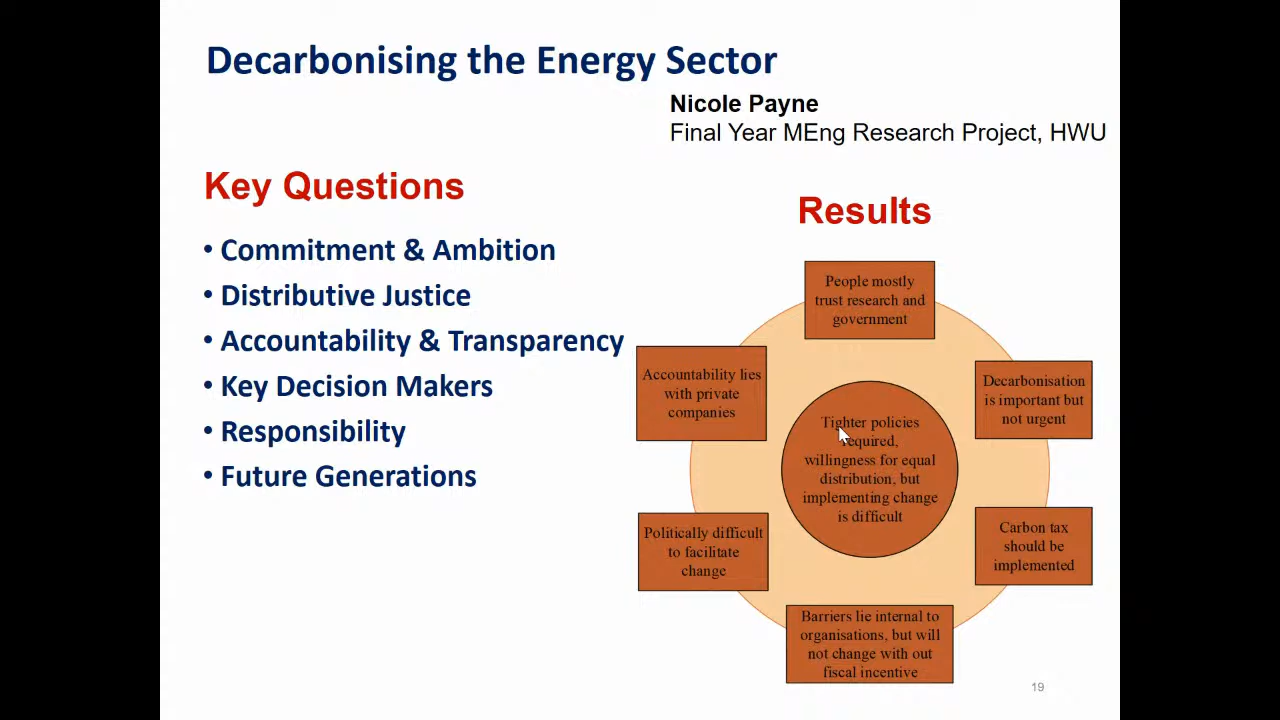 Decarbonising the Energy Sector
Nicole Payne
Final Year MEng Research Project, HWU
Key Questions
• Commitment & Ambition
• Distributive Justice
• Accountability & Transparency
• Key Decision Makers
• Responsibility
• Future Generations
Results
People mostly
trust research and
government
Decarbonisation
is important but
not urgent
Carbon tax
should be
implemented
Barriers lie internal to
organisations, but will
not change with out
fiscal incentive
Politically difficult
to facilitate
change
Accountability lies
with private
companies
Tighter policies
required,
willingness for equal
distribution, but
implementing change
is difficult
19